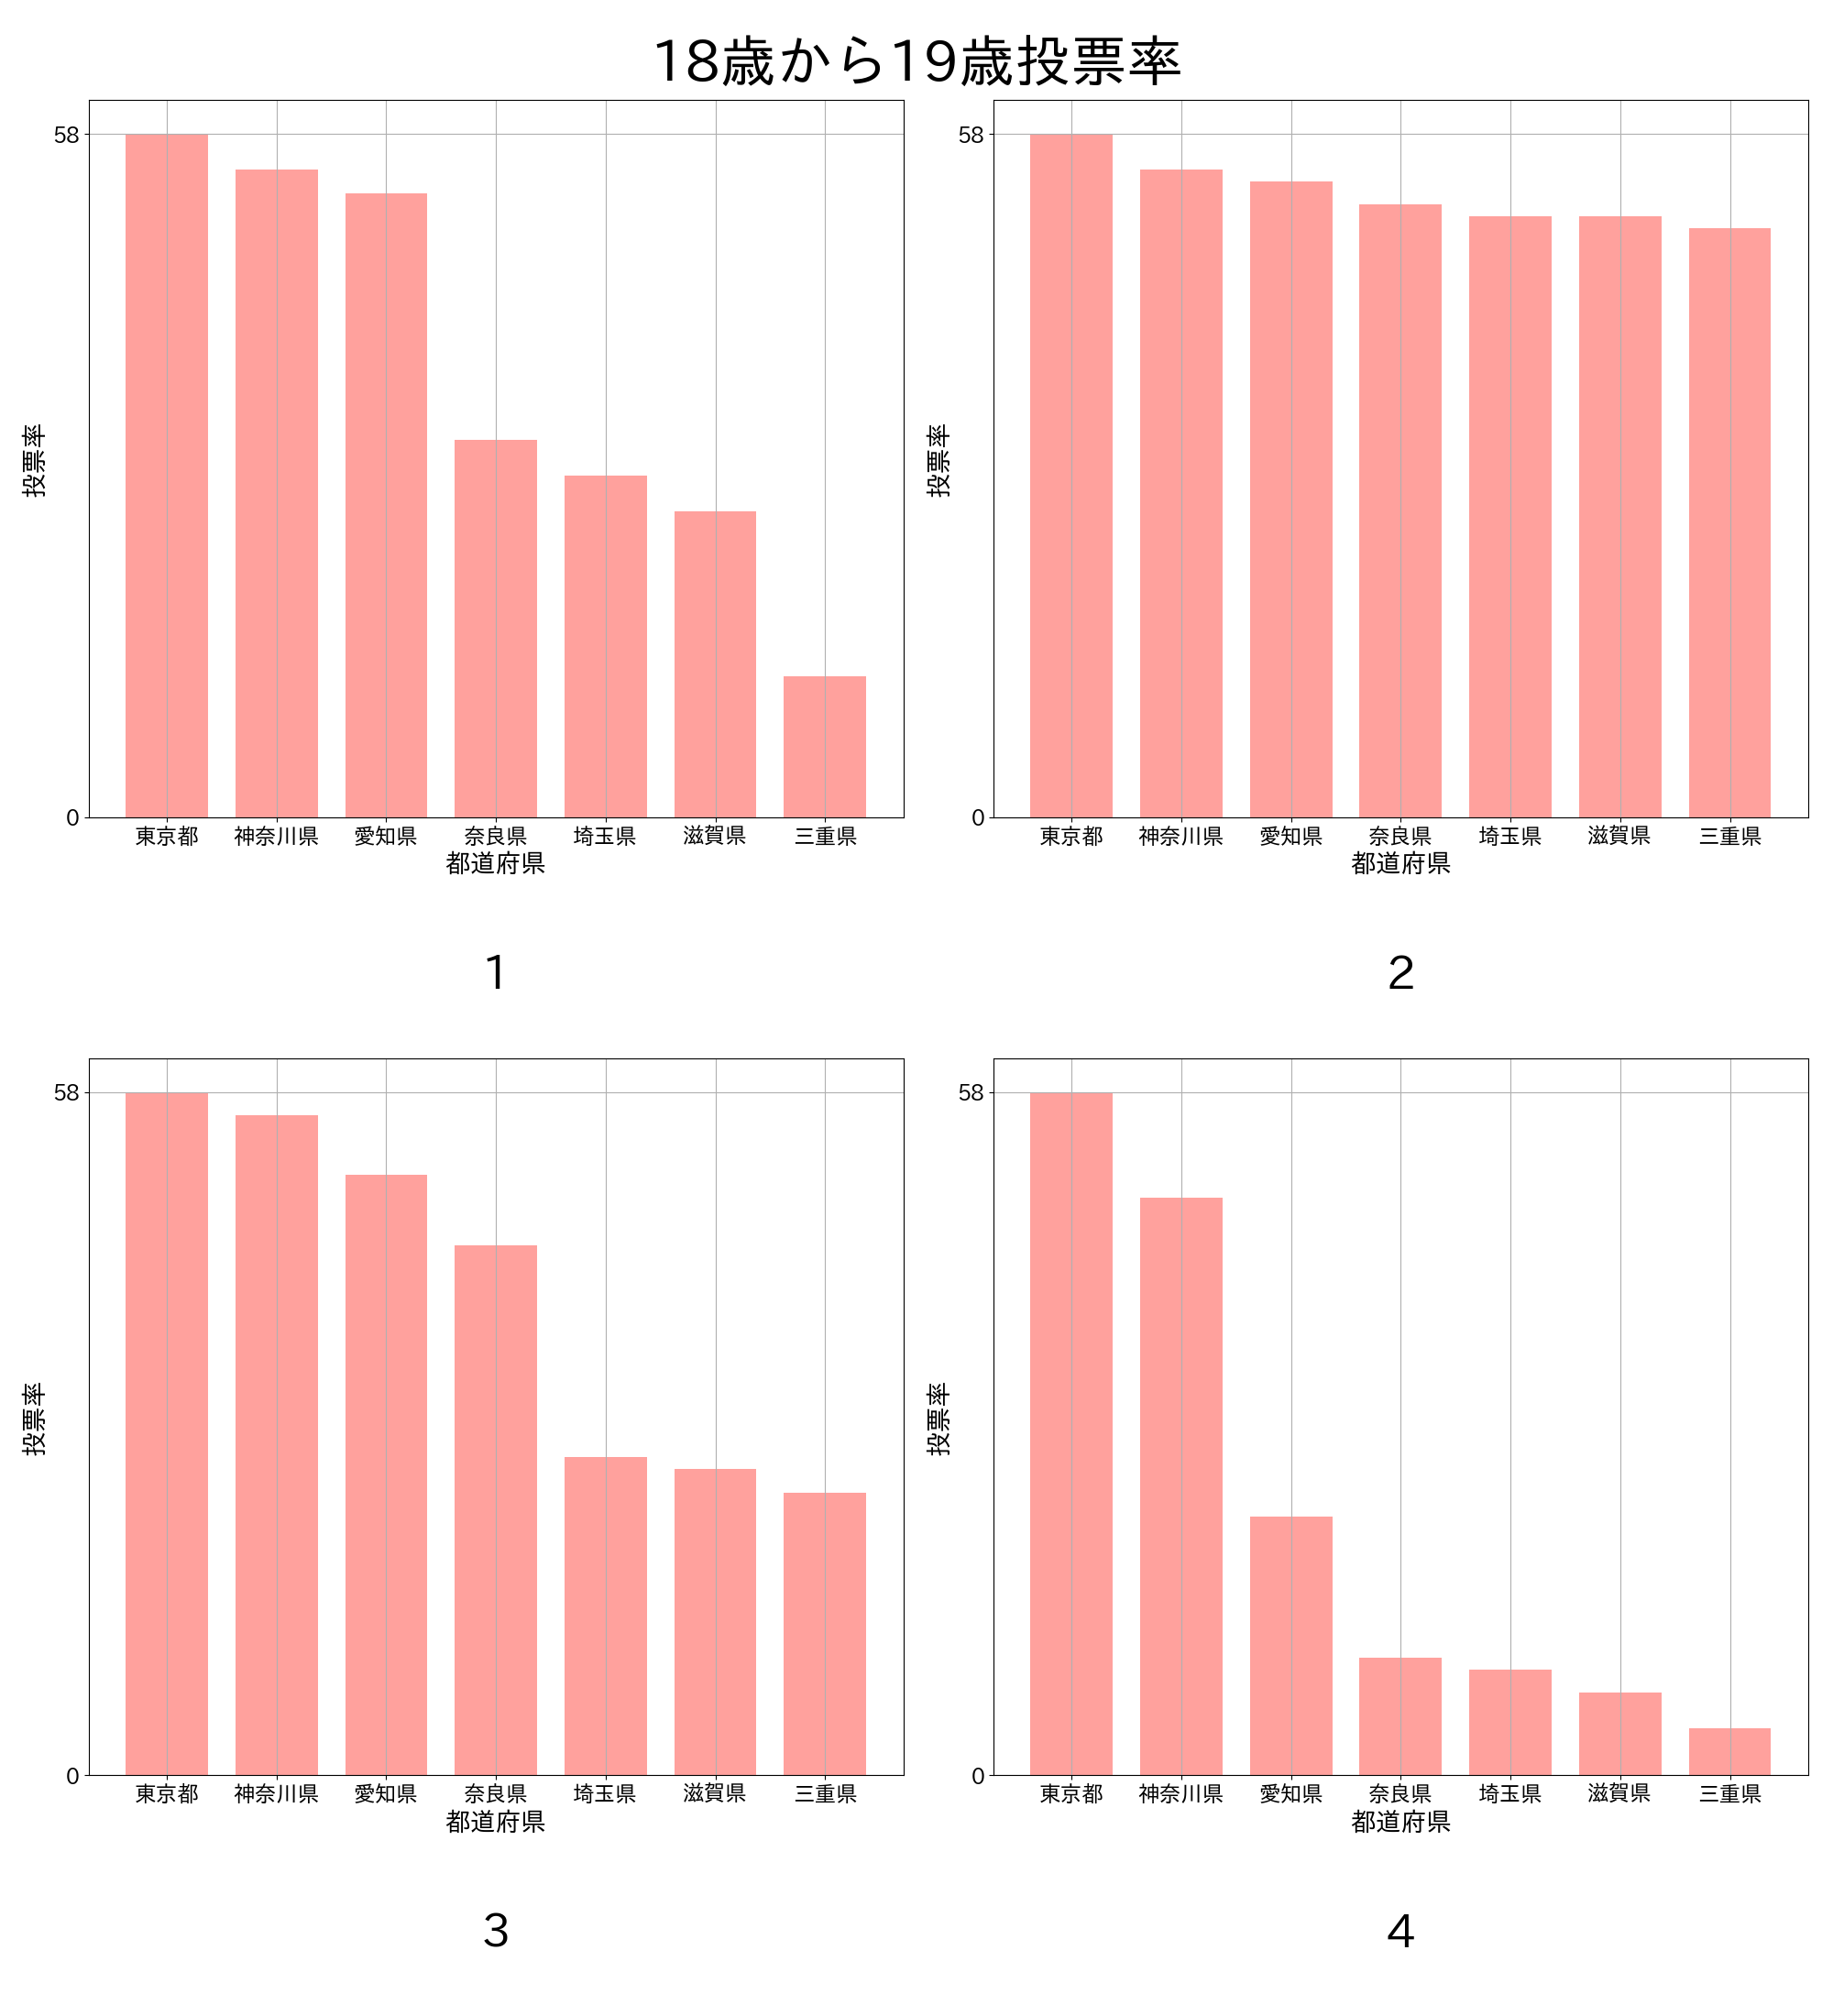 18歳から19歳投票率
58
0
投票率
東京都 神奈川県 愛知県 奈良県 埼玉県 滋賀県 三重県
都道府県
1
58
0
投票率
東京都 神奈川県 愛知県 奈良県 埼玉県 滋賀県 三重県
都道府県
2
58
0
投票率
東京都 神奈川県 愛知県 奈良県 埼玉県 滋賀県 三重県
都道府県
3
58
0
投票率
東京都 神奈川県 愛知県 奈良県 埼玉県 滋賀県 三重県
都道府県
4